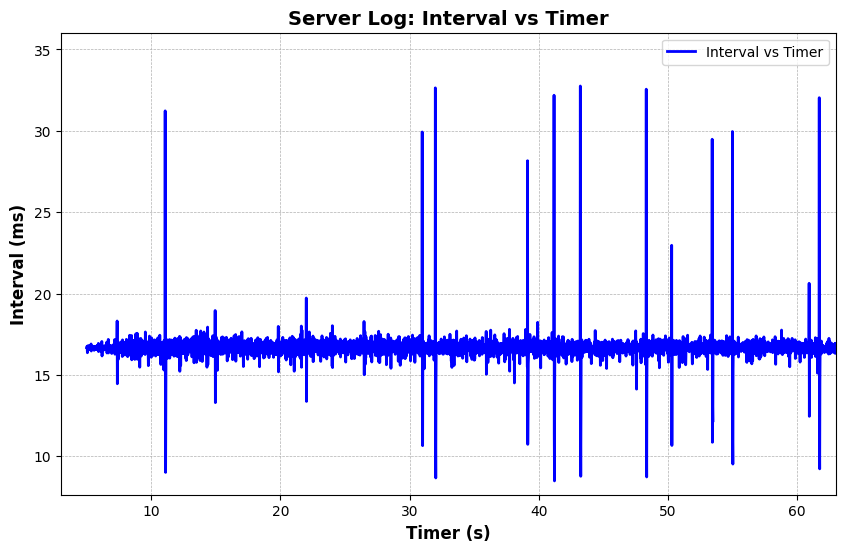 Server Log: Interval vs Timer
Interval vs Timer
35
30
25
20
15
10
Interval (ms)
10 20 30 40 50 60
Timer (s)